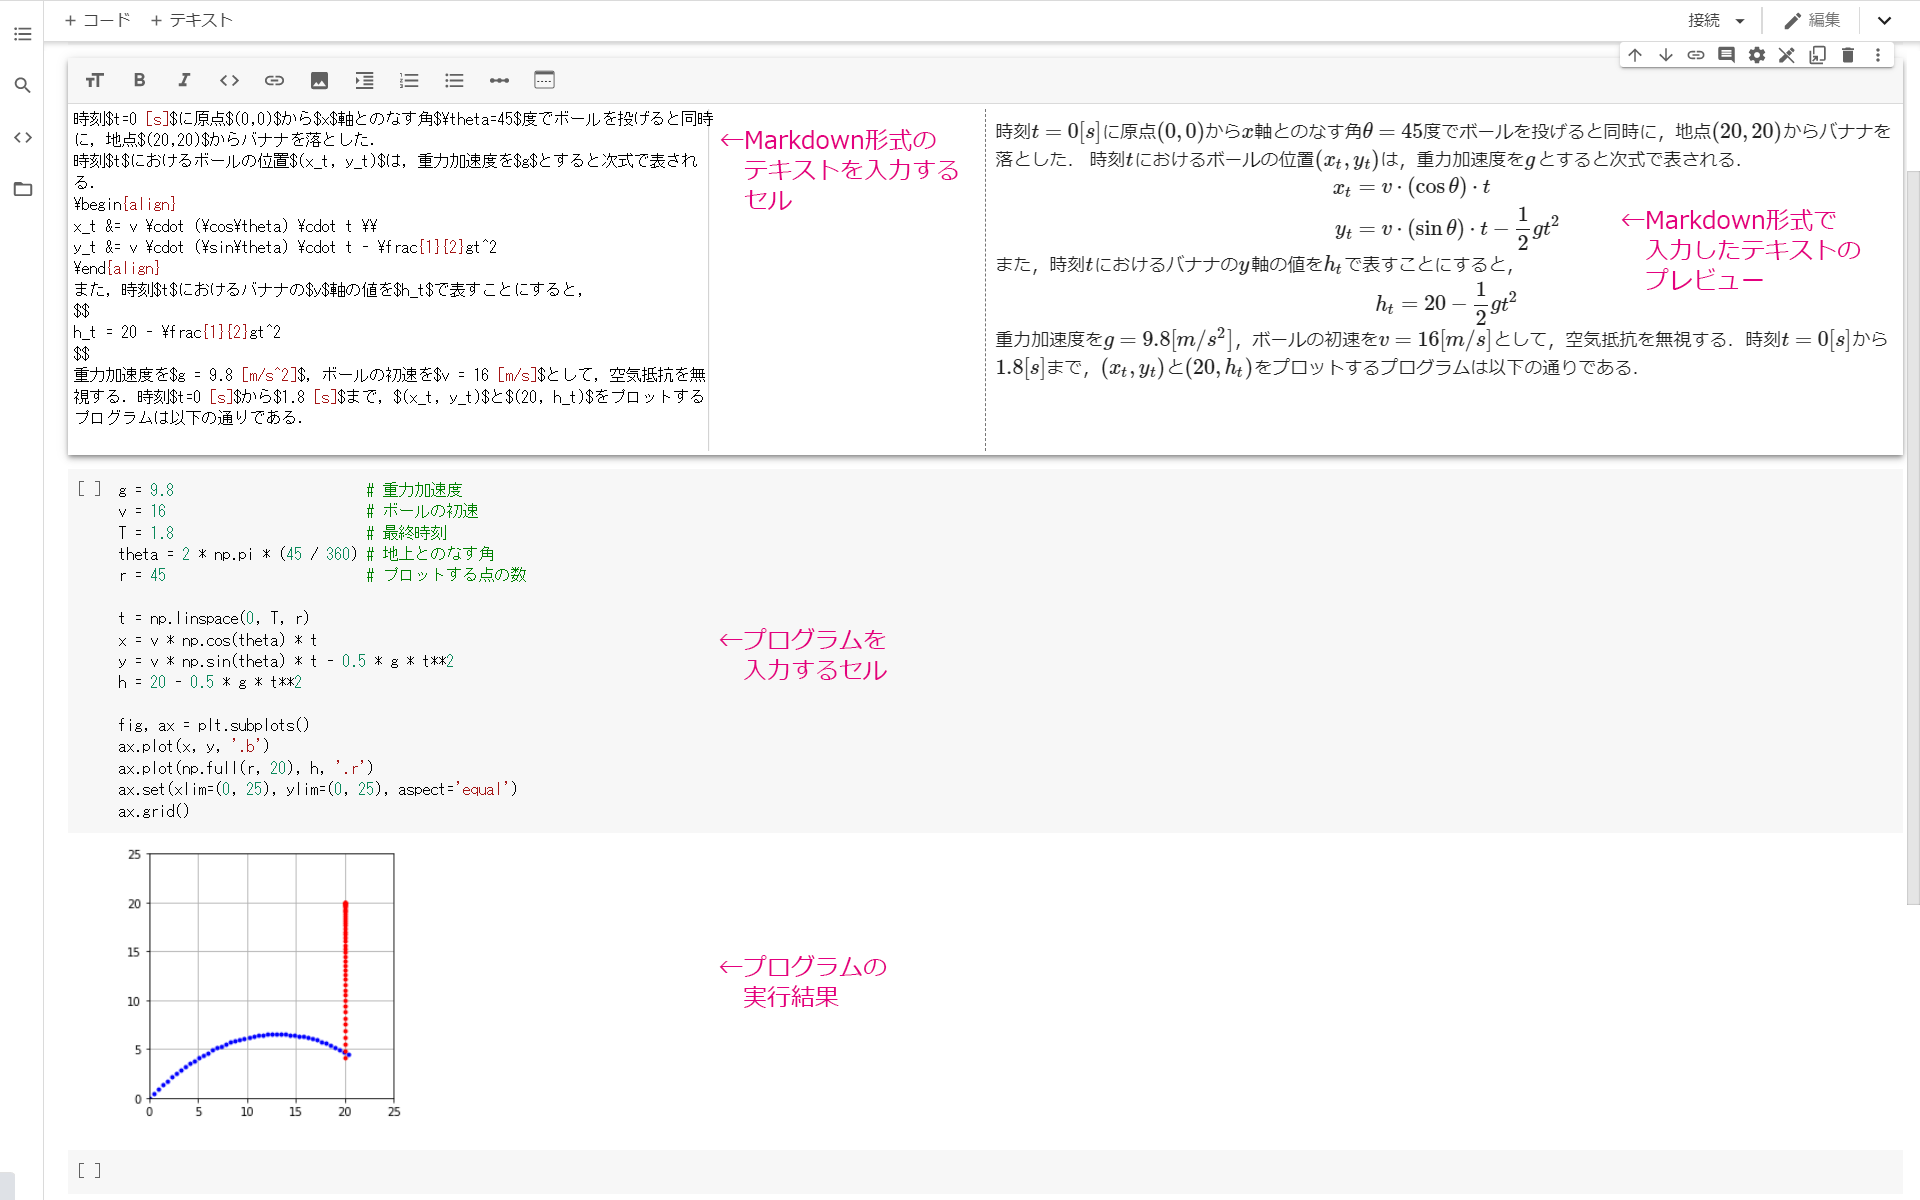 + コード + テキスト
接続 編集
時刻$t=0 [s]$に原点$(0,0)$から$x$軸とのなす角$¥theta=45$度でボールを投げると同時
に，地点$(20,20)$からバナナを落とした．
時刻$t$におけるボールの位置$(x_t, y_t)$は，重力加速度を$g$とすると次式で表され
る．
¥begin{align}
x_t &= v ¥cdot (¥cos¥theta) ¥cdot t ¥¥
y_t &= v ¥cdot (¥sin¥theta) ¥cdot t - ¥frac{1}{2}gt^2
¥end{align}
また，時刻$t$におけるバナナの$y$軸の値を$h_t$で表すことにすると，
$$
h_t = 20 - ¥frac{1}{2}gt^2
$$
重力加速度を$g = 9.8 [m/s^2]$，ボールの初速を$v = 16 [m/s]$として，空気抵抗を無
視する．時刻$t=0 [s]$から$1.8 [s]$まで，$(x_t, y_t)$と$(20, h_t)$をプロットする
プログラムは以下の通りである．
←Markdown形式の
テキストを入力する
セル
時刻t = 0[s]に原点(0, 0)からx軸とのなす角θ = 45度でボールを投げると同時に，地点(20, 20)からバナナを
落とした． 時刻tにおけるボールの位置(x_t, y_t)は，重力加速度をgとすると次式で表される．
x_t = v · (cos θ) · t
y_t = v · (sin θ) · t − 1/2 gt²
また，時刻tにおけるバナナのy軸の値をh_tで表すことにすると，
h_t = 20 − 1/2 gt²
重力加速度をg = 9.8[m/s²]，ボールの初速をv = 16[m/s]として，空気抵抗を無視する．時刻t = 0[s]から
1.8[s]まで，(x_t, y_t)と(20, h_t)をプロットするプログラムは以下の通りである．
←Markdown形式で
入力したテキストの
プレビュー
[ ] g = 9.8 # 重力加速度
v = 16 # ボールの初速
T = 1.8 # 最終時刻
theta = 2 * np.pi * (45 / 360) # 地上とのなす角
r = 45 # プロットする点の数
t = np.linspace(0, T, r)
x = v * np.cos(theta) * t
y = v * np.sin(theta) * t - 0.5 * g * t**2
h = 20 - 0.5 * g * t**2
fig, ax = plt.subplots()
ax.plot(x, y, '.b')
ax.plot(np.full(r, 20), h, '.r')
ax.set(xlim=(0, 25), ylim=(0, 25), aspect='equal')
ax.grid()
←プログラムを
入力するセル
25
20
15
10
5
0
0 5 10 15 20 25
←プログラムの
実行結果
[ ]